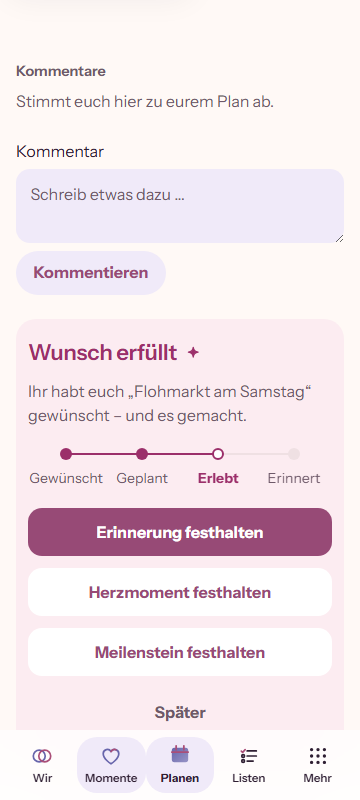 Kommentare
Stimmt euch hier zu eurem Plan ab.
Kommentar
Schreib etwas dazu ...
Kommentieren
Wunsch erfüllt
Ihr habt euch „Flohmarkt am Samstag“
gewünscht – und es gemacht.
Gewünscht Geplant Erlebt Erinnert
Erinnerung festhalten
Herzmoment festhalten
Meilenstein festhalten
Später
Wir Momente Planen Listen Mehr